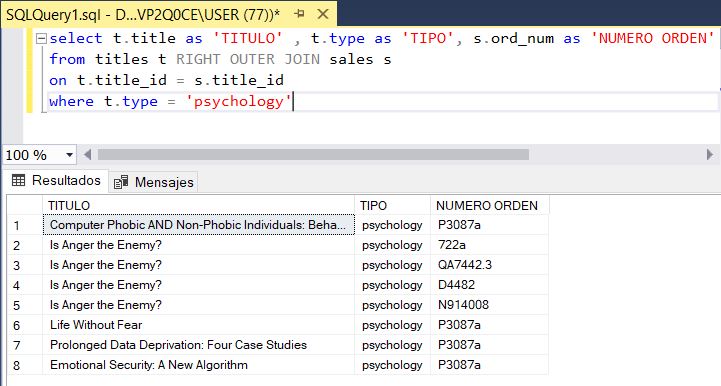 SQLQuery1.sql - D...VP2Q0CE\USER (77))*
select t.title as 'TITULO' , t.type as 'TIPO', s.ord_num as 'NUMERO ORDEN'
from titles t RIGHT OUTER JOIN sales s
on t.title_id = s.title_id
where t.type = 'psychology'
100 %
Resultados Mensajes
TITULO TIPO NUMERO ORDEN
1 Computer Phobic AND Non-Phobic Individuals: Beha... psychology P3087a
2 Is Anger the Enemy? psychology 722a
3 Is Anger the Enemy? psychology QA7442.3
4 Is Anger the Enemy? psychology D4482
5 Is Anger the Enemy? psychology N914008
6 Life Without Fear psychology P3087a
7 Prolonged Data Deprivation: Four Case Studies psychology P3087a
8 Emotional Security: A New Algorithm psychology P3087a